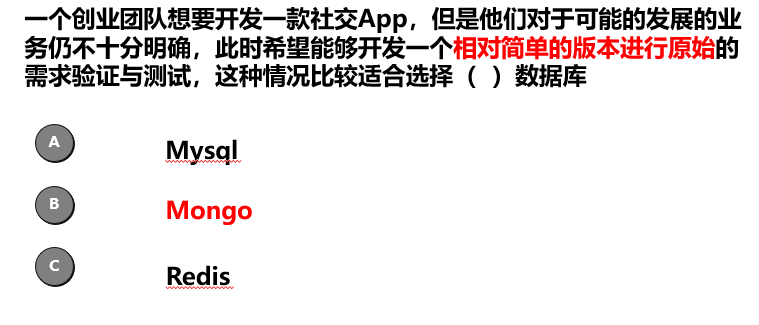 一个创业团队想要开发一款社交App，但是他们对于可能的发展的业
务仍不十分明确，此时希望能够开发一个相对简单的版本进行原始的
需求验证与测试，这种情况比较适合选择（ ）数据库
A Mysql
B Mongo
C Redis